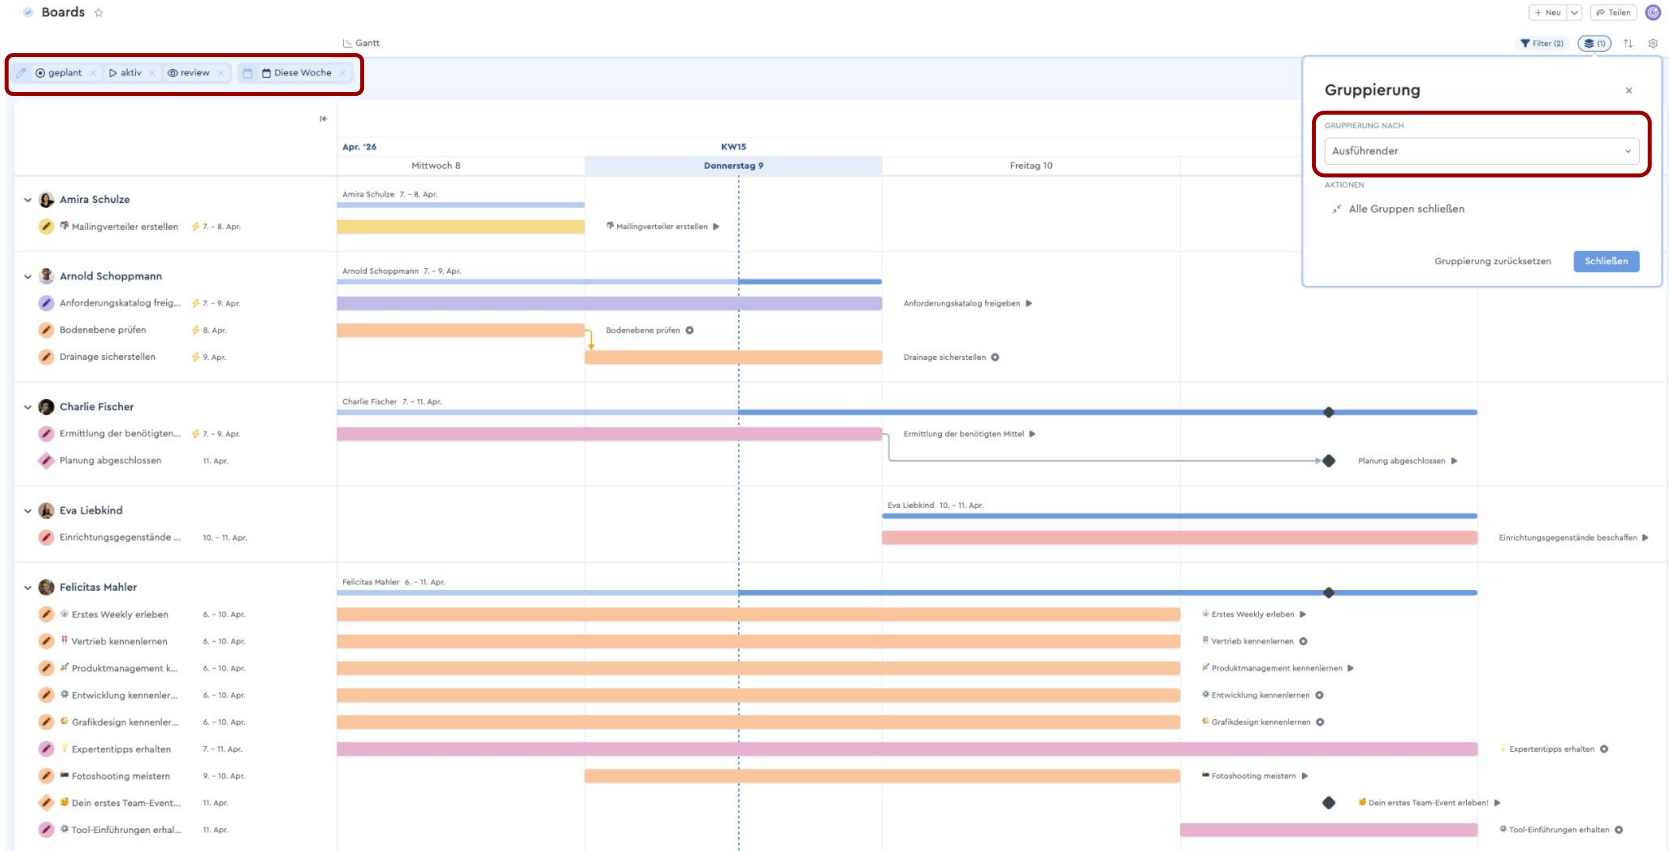 Boards
+ Neu
Teilen
Gantt
Filter (2)
(1)
geplant × aktiv × review × Diese Woche ×
Gruppierung ×
GRUPPIERUNG NACH
Ausführender
AKTIONEN
Alle Gruppen schließen
Gruppierung zurücksetzen
Schließen
Apr. '26
KW15
Mittwoch 8
Donnerstag 9
Freitag 10
Amira Schulze
Amira Schulze 7. – 8. Apr.
Mailingverteiler erstellen 7. – 8. Apr.
Mailingverteiler erstellen
Arnold Schoppmann
Arnold Schoppmann 7. – 9. Apr.
Anforderungskatalog freig... 7. – 9. Apr.
Anforderungskatalog freigeben
Bodenebene prüfen 8. Apr.
Bodenebene prüfen
Drainage sicherstellen 9. Apr.
Drainage sicherstellen
Charlie Fischer
Charlie Fischer 7. – 11. Apr.
Ermittlung der benötigten... 7. – 9. Apr.
Ermittlung der benötigten Mittel
Planung abgeschlossen 11. Apr.
Planung abgeschlossen
Eva Liebkind
Eva Liebkind 10. – 11. Apr.
Einrichtungsgegenstände ... 10. – 11. Apr.
Einrichtungsgegenstände beschaffen
Felicitas Mahler
Felicitas Mahler 6. – 11. Apr.
Erstes Weekly erleben 6. – 10. Apr.
Erstes Weekly erleben
Vertrieb kennenlernen 6. – 10. Apr.
Vertrieb kennenlernen
Produktmanagement k... 6. – 10. Apr.
Produktmanagement kennenlernen
Entwicklung kennenler... 6. – 10. Apr.
Entwicklung kennenlernen
Grafikdesign kennenler... 6. – 10. Apr.
Grafikdesign kennenlernen
Expertentipps erhalten 7. – 11. Apr.
Expertentipps erhalten
Fotoshooting meistern 9. – 10. Apr.
Fotoshooting meistern
Dein erstes Team-Event... 11. Apr.
Dein erstes Team-Event erleben!
Tool-Einführungen erhal... 11. Apr.
Tool-Einführungen erhalten